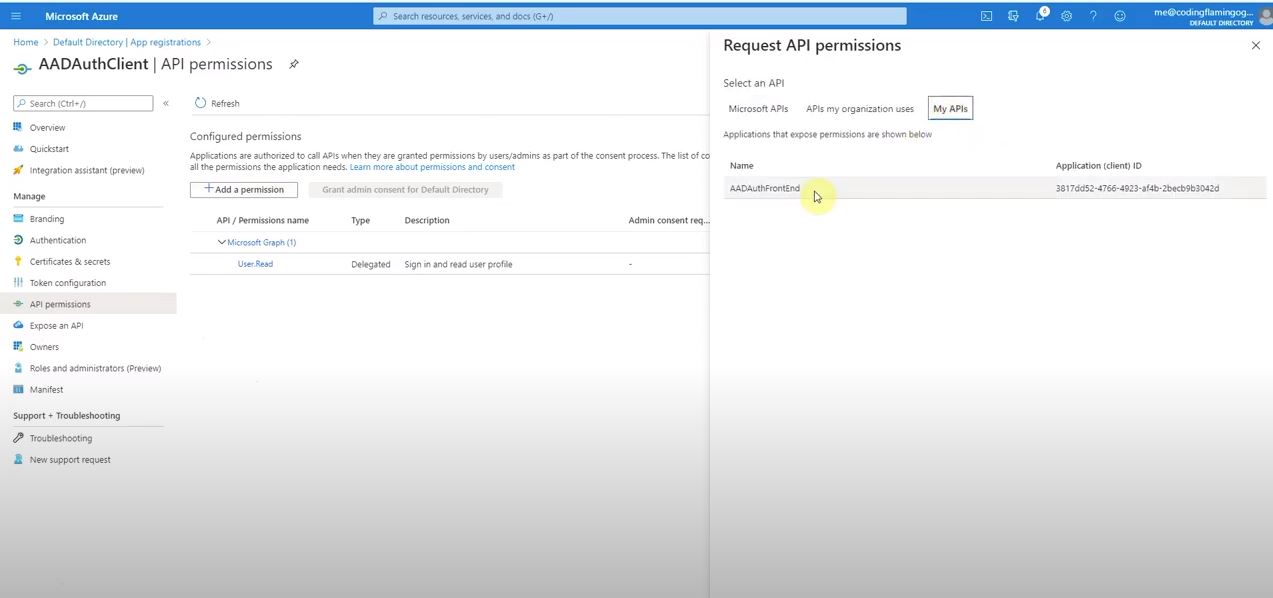 Microsoft Azure
Search resources, services, and docs (G+/)
6
me@codingflamingog...
DEFAULT DIRECTORY
Home > Default Directory | App registrations >
AADAuthClient | API permissions
Search (Ctrl+/)
«
Overview
Quickstart
Integration assistant (preview)
Manage
Branding
Authentication
Certificates & secrets
Token configuration
API permissions
Expose an API
Owners
Roles and administrators (Preview)
Manifest
Support + Troubleshooting
Troubleshooting
New support request
Refresh
Configured permissions
Applications are authorized to call APIs when they are granted permissions by users/admins as part of the consent process. The list of co
all the permissions the application needs. Learn more about permissions and consent
+ Add a permission Grant admin consent for Default Directory
API / Permissions name Type Description Admin consent req...
Microsoft Graph (1)
User.Read Delegated Sign in and read user profile -
Request API permissions
Select an API
Microsoft APIs APIs my organization uses My APIs
Applications that expose permissions are shown below
Name Application (client) ID
AADAuthFrontEnd 3817dd52-4766-4923-af4b-2becb9b3042d